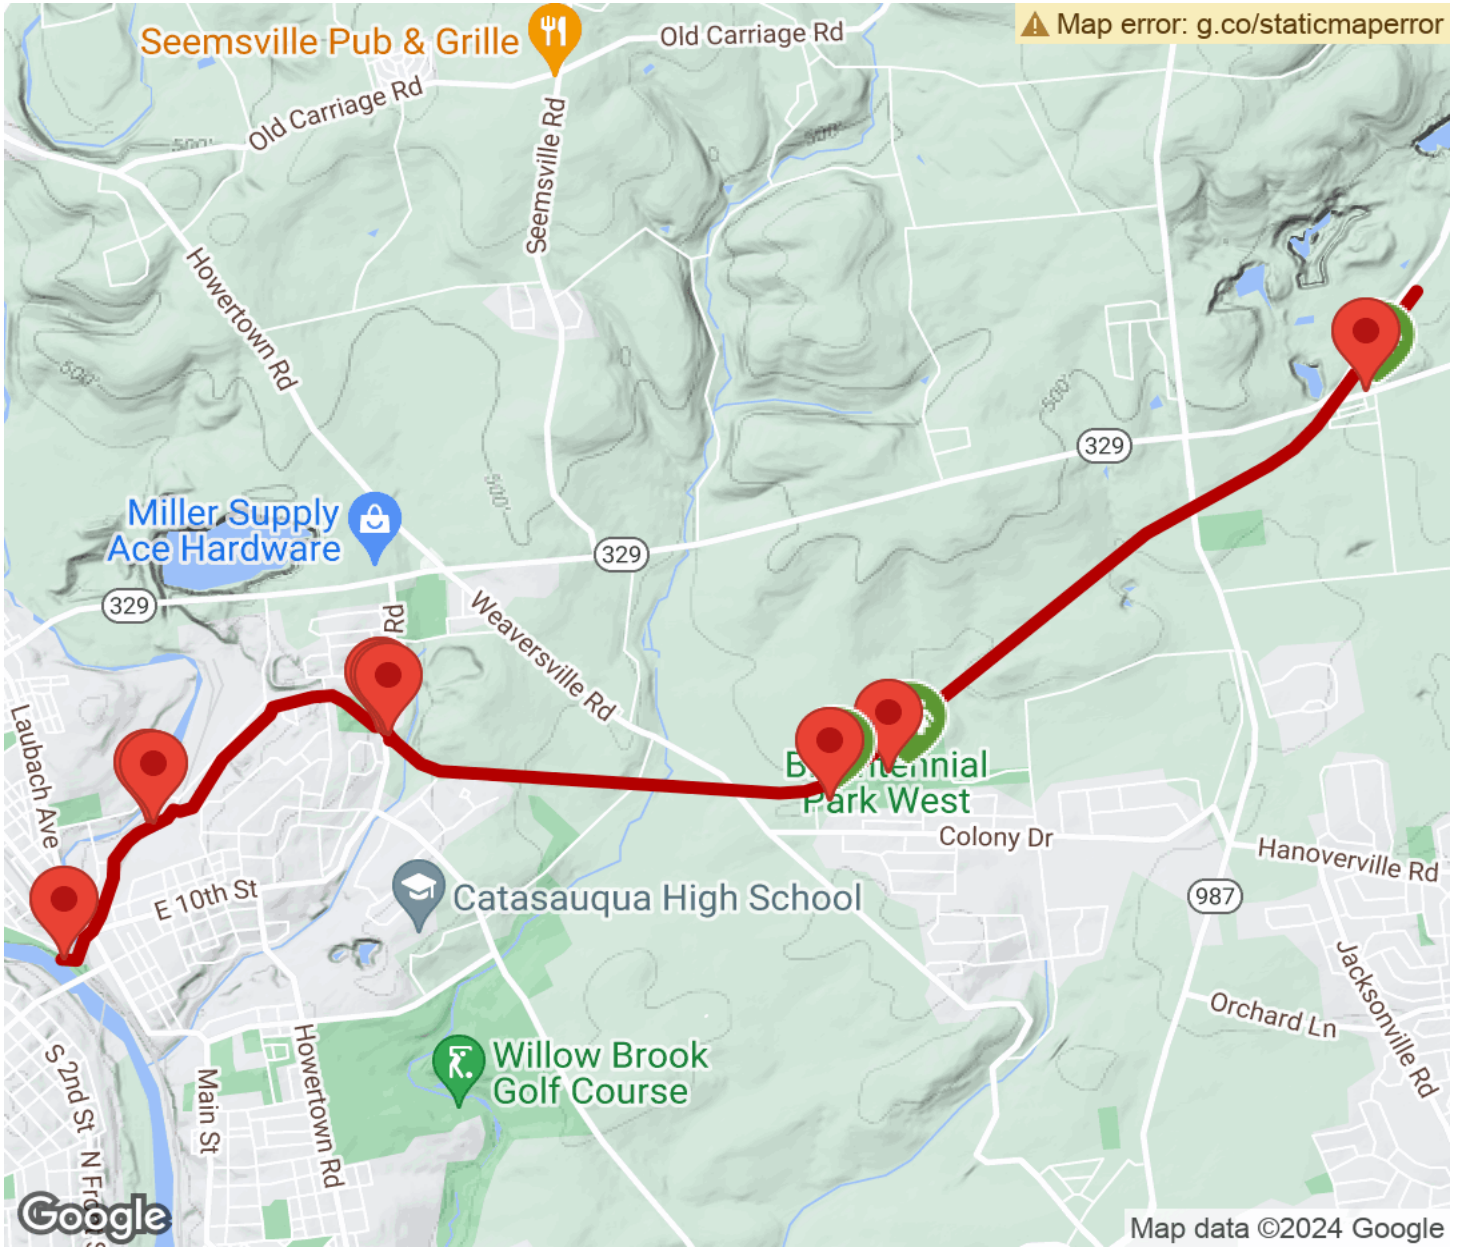 Map error: g.co/staticmaperror
Seemsville Pub & Grille
Old Carriage Rd
Old Carriage Rd
Seemsville Rd
500'
500'
Howertown Rd
500'
500'
500'
329
Miller Supply
Ace Hardware
329
329
Rd
Weaversville Rd
Laubach Ave
Park West
Colony Dr
Hanoverville Rd
E 10th St
Catasauqua High School
987
Jacksonville Rd
Orchard Ln
S 2nd St
Main St
Howertown Rd
Willow Brook
Golf Course
Google
Map data ©2024 Google